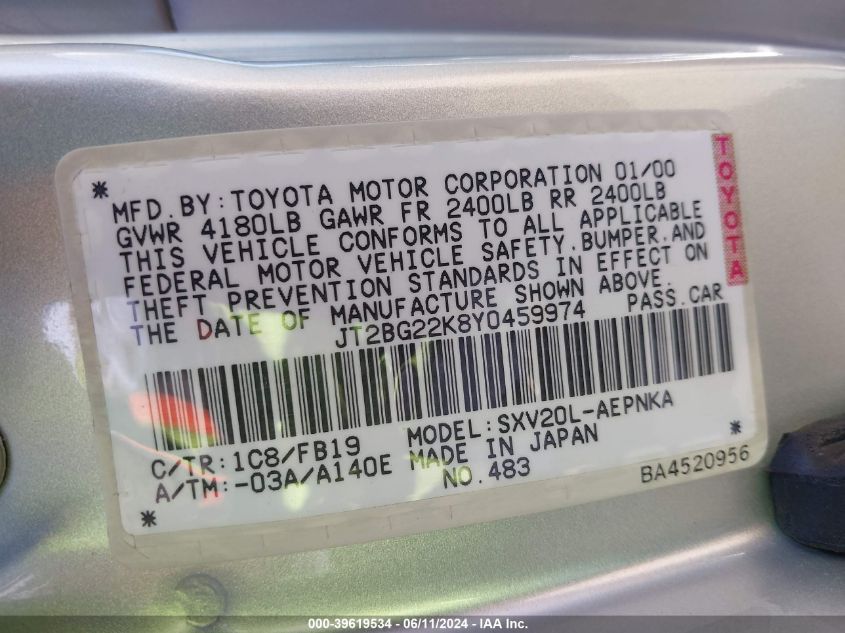 * MFD.BY:TOYOTA MOTOR CORPORATION 01/00
GVWR 4180LB GAWR FR 2400LB RR 2400LB
THIS VEHICLE CONFORMS TO ALL APPLICABLE
FEDERAL MOTOR VEHICLE SAFETY,BUMPER,AND
THEFT PREVENTION STANDARDS IN EFFECT ON
THE DATE OF MANUFACTURE SHOWN ABOVE.
JT2BG22K8Y0459974 PASS.CAR
TOYOTA
C/TR:1C8/FB19 MODEL:SXV20L-AEPNKA *
A/TM:-03A/A140E MADE IN JAPAN
* NO.483 BA4520956
000-39619534 - 06/11/2024 - IAA Inc.